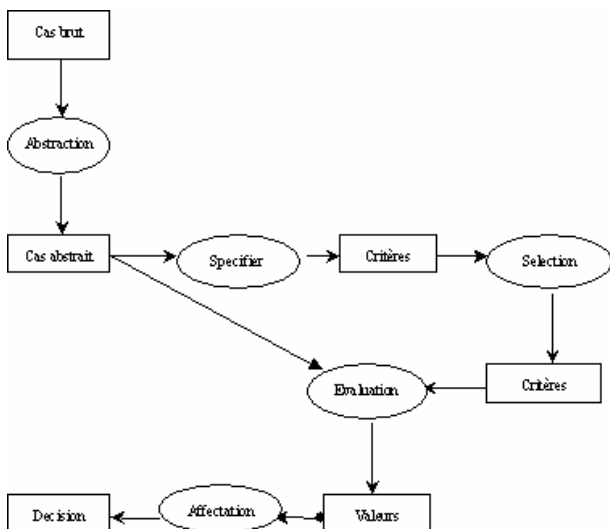 Cas brut
Abstraction
Cas abstrait
Specifier
Critères
Selection
Critères
Evaluation
Decision
Affectation
Valeurs